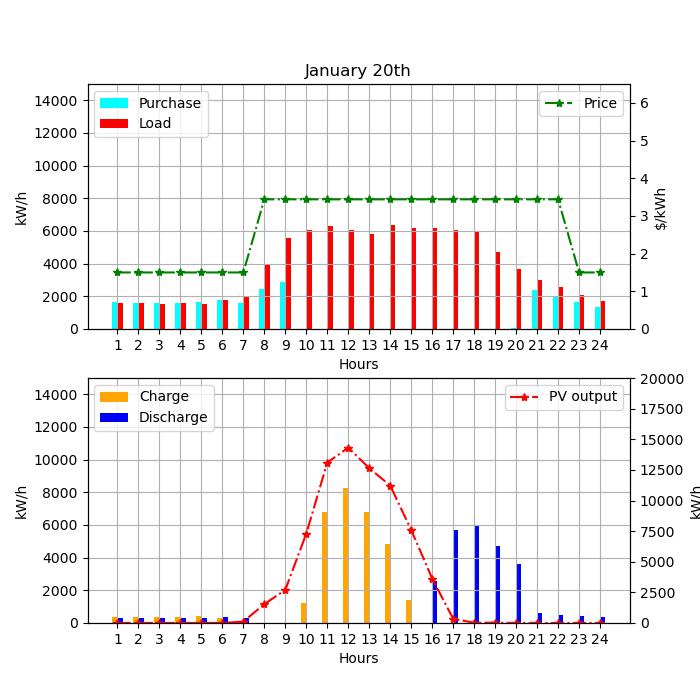 January 20th
14000
12000
10000
8000
6000
4000
2000
0
kW/h
Purchase
Load
Price
6
5
4
3
2
1
0
$/kWh
1 2 3 4 5 6 7 8 9 10 11 12 13 14 15 16 17 18 19 20 21 22 23 24
Hours
14000
12000
10000
8000
6000
4000
2000
0
kW/h
Charge
Discharge
PV output
20000
17500
15000
12500
10000
7500
5000
2500
0
kW/h
1 2 3 4 5 6 7 8 9 10 11 12 13 14 15 16 17 18 19 20 21 22 23 24
Hours